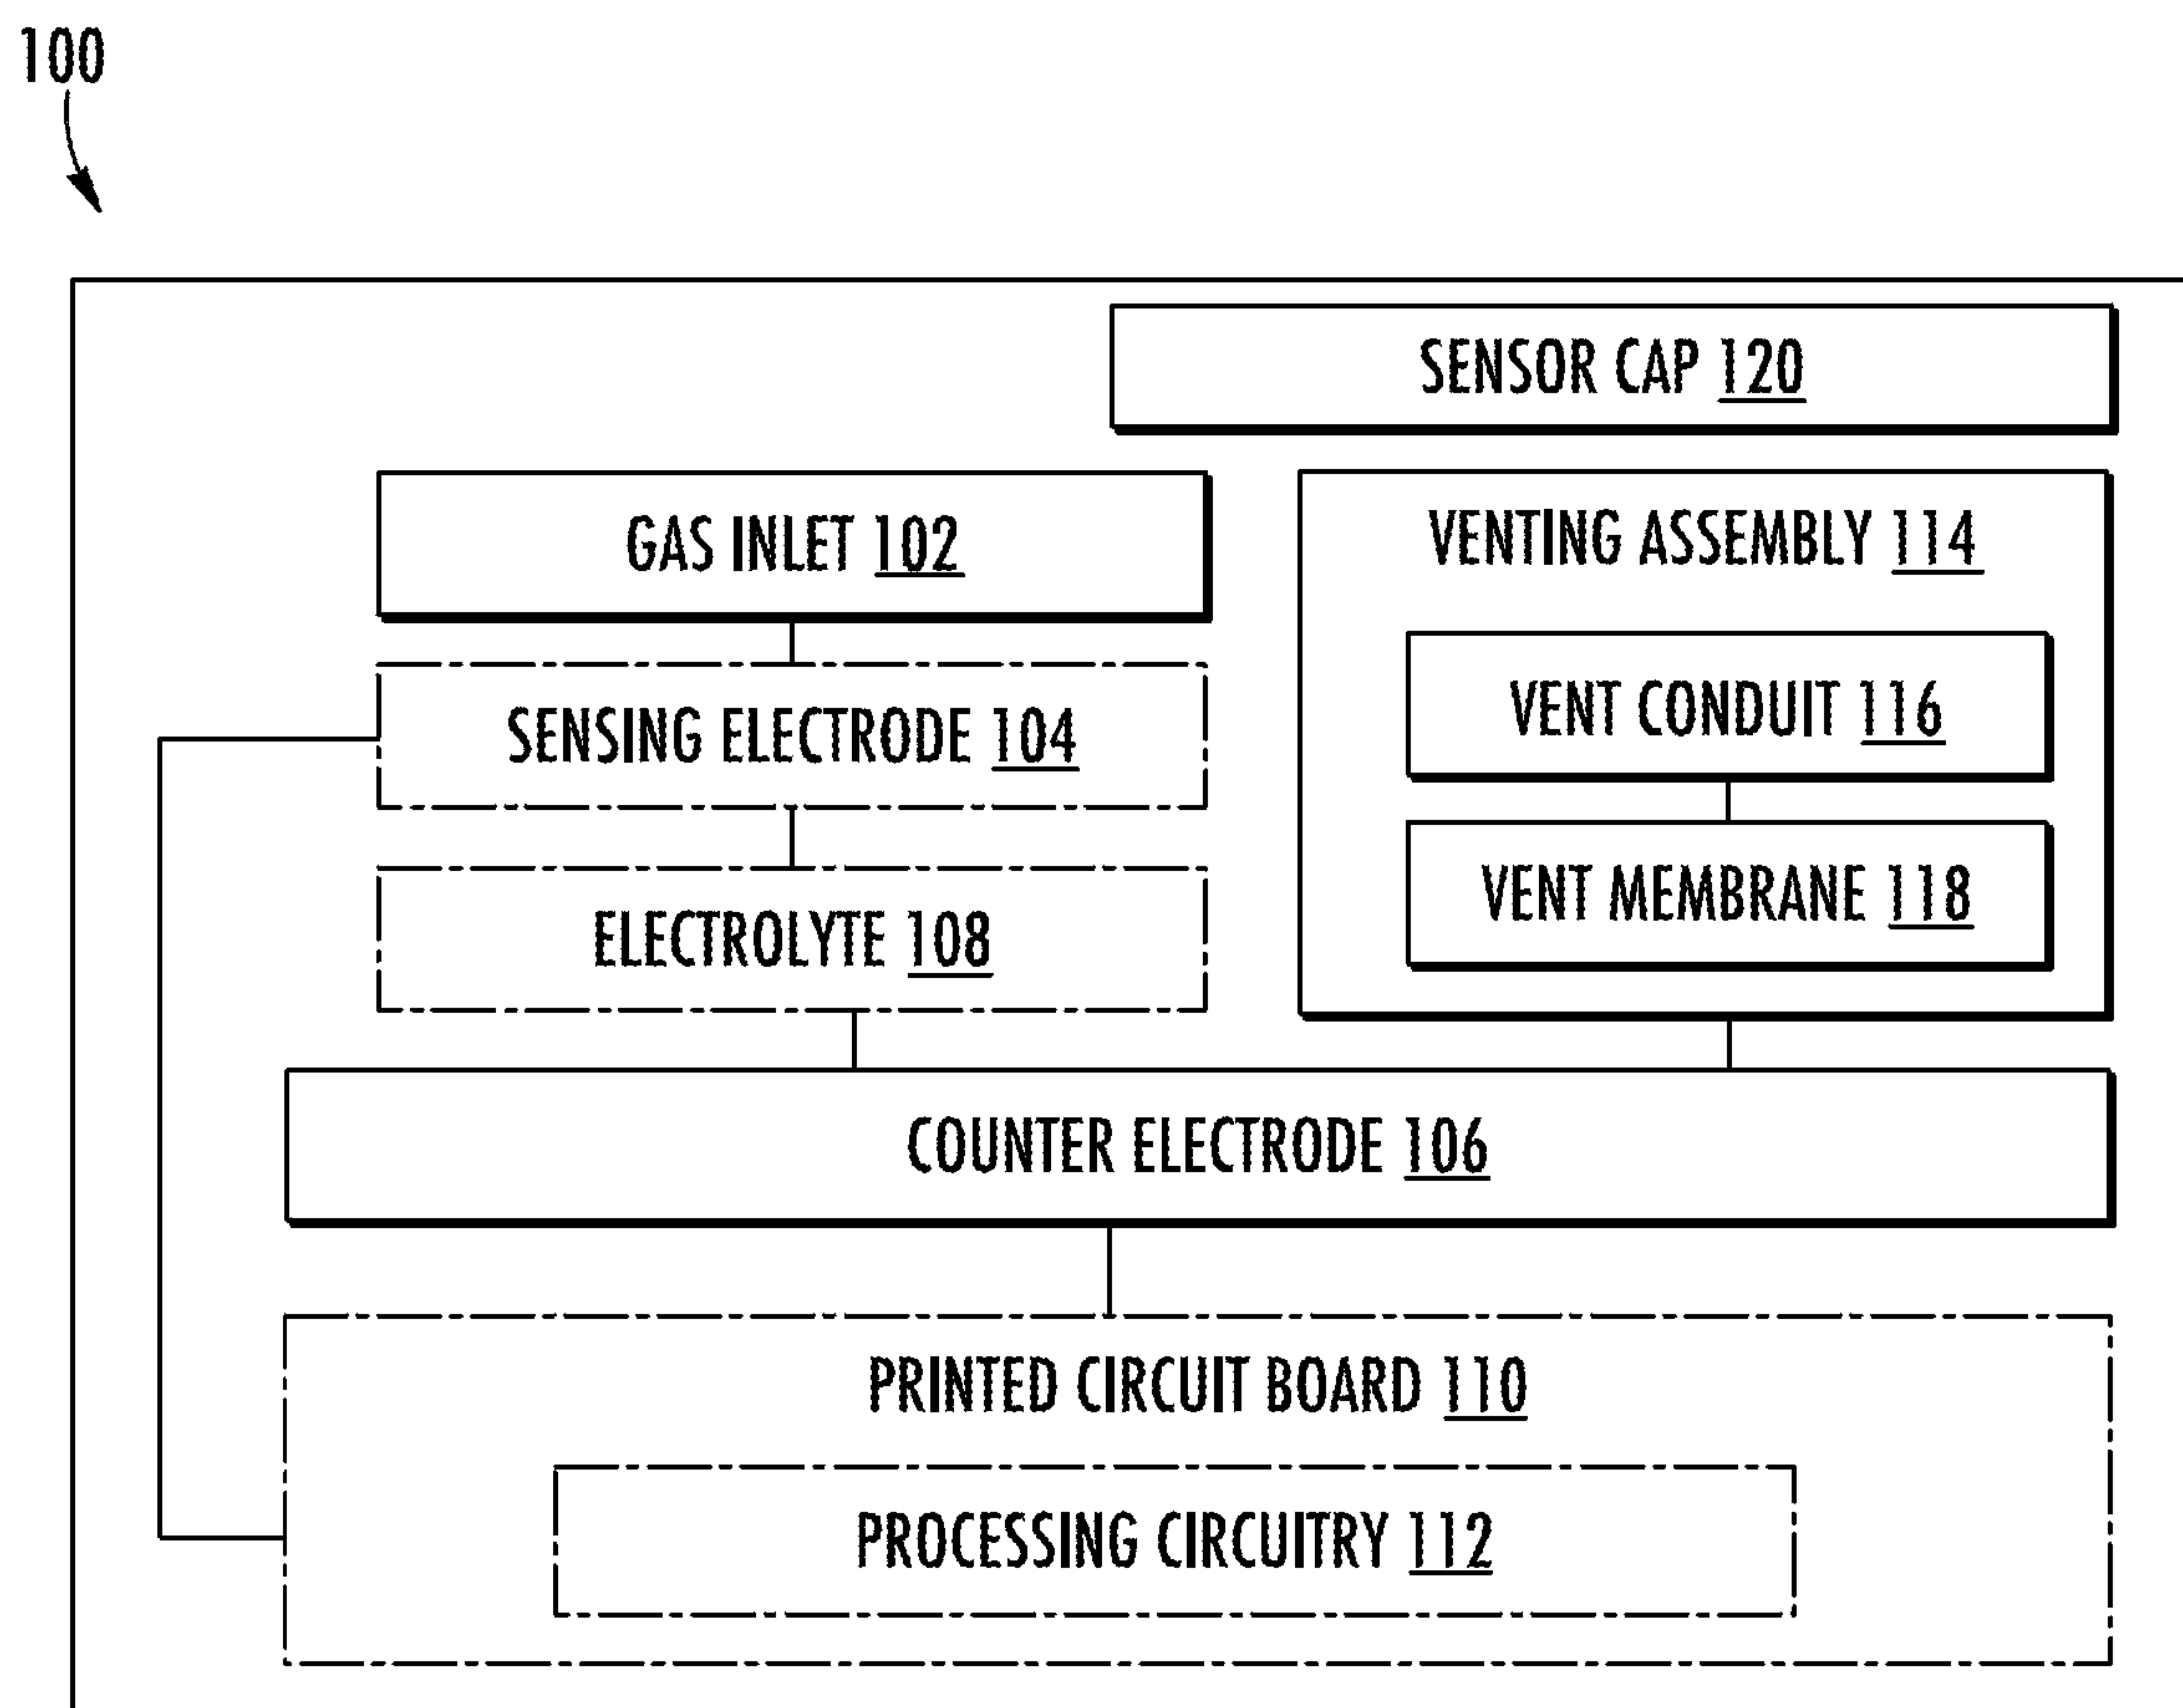 100
SENSOR CAP 120
GAS INLET 102
VENTING ASSEMBLY 114
SENSING ELECTRODE 104
VENT CONDUIT 116
ELECTROLYTE 108
VENT MEMBRANE 118
COUNTER ELECTRODE 106
PRINTED CIRCUIT BOARD 110
PROCESSING CIRCUITRY 112